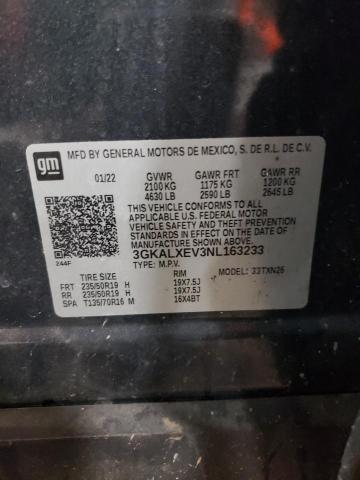 gm
MFD BY GENERAL MOTORS DE MEXICO, S. DE R.L. DE C.V.
01/22 GVWR GAWR FRT GAWR RR
2100 KG 1175 KG 1200 KG
4630 LB 2590 LB 2645 LB
THIS VEHICLE CONFORMS TO ALL
APPLICABLE U.S. FEDERAL MOTOR VEHICLE
SAFETY, BUMPER, AND THEFT PREVENTION
STANDARDS IN EFFECT ON THE DATE OF
MANUFACTURE SHOWN ABOVE.
3GKALXEV3NL163233
244F
TYPE: M.P.V. MODEL: 33TXN26
TIRE SIZE RIM
FRT 235/50R19 H 19X7.5J
RR 235/50R19 H 19X7.5J
SPA T135/70R16 M 16X4BT